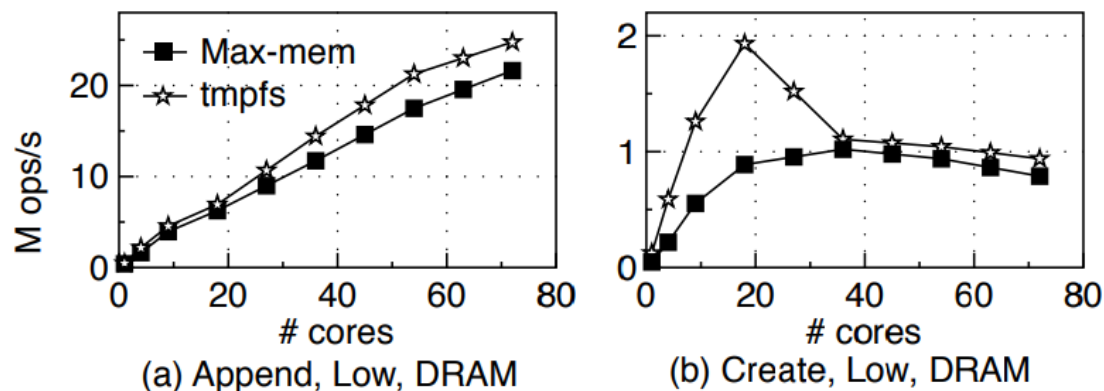 M ops/s
20
10
0
Max-mem
tmpfs
0 20 40 60 80
# cores
(a) Append, Low, DRAM
2
1
0
0 20 40 60 80
# cores
(b) Create, Low, DRAM